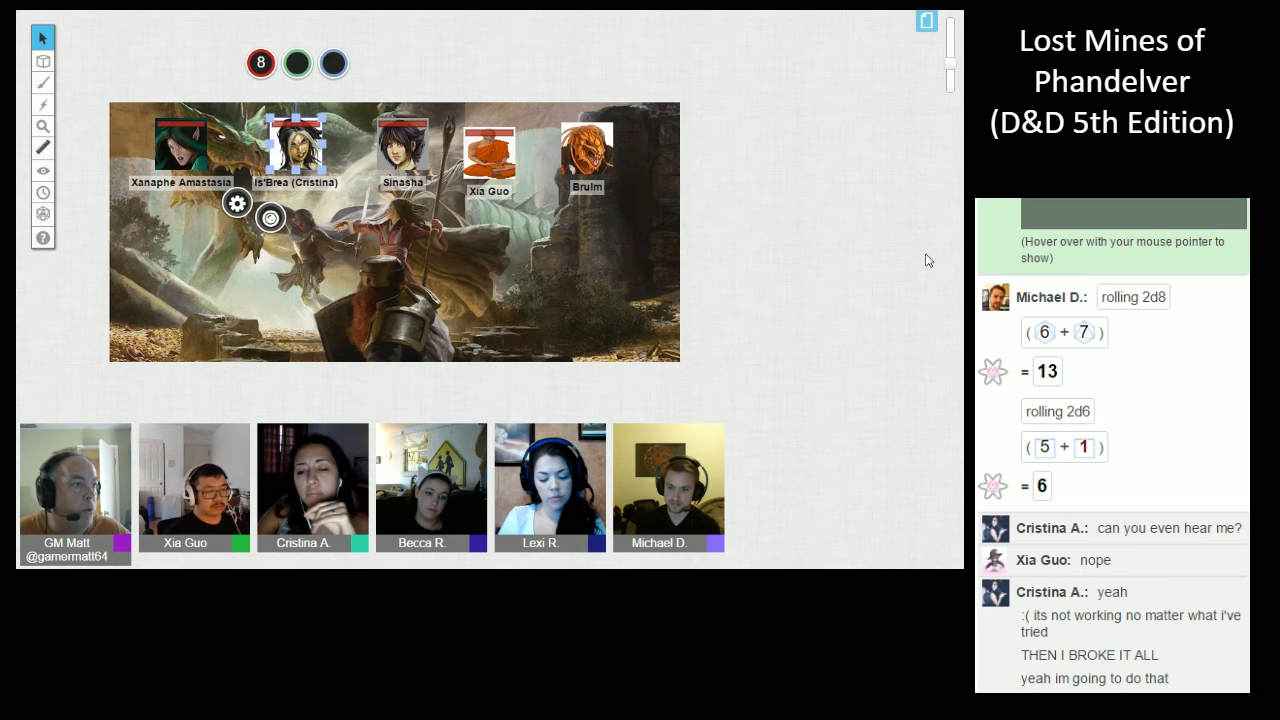 Lost Mines of
Phandelver
(D&D 5th Edition)
8
Xanaphe Amastasia
Is'Brea (Cristina)
Sinasha
Xia Guo
Bruim
GM Matt
@gamermatt64
Xia Guo
Cristina A.
Becca R.
Lexi R.
Michael D.
(Hover over with your mouse pointer to
show)
Michael D.: rolling 2d8
( 6 + 7 )
= 13
rolling 2d6
( 5 + 1 )
= 6
Cristina A.: can you even hear me?
Xia Guo: nope
Cristina A.: yeah
:( its not working no matter what i've
tried
THEN I BROKE IT ALL
yeah im going to do that